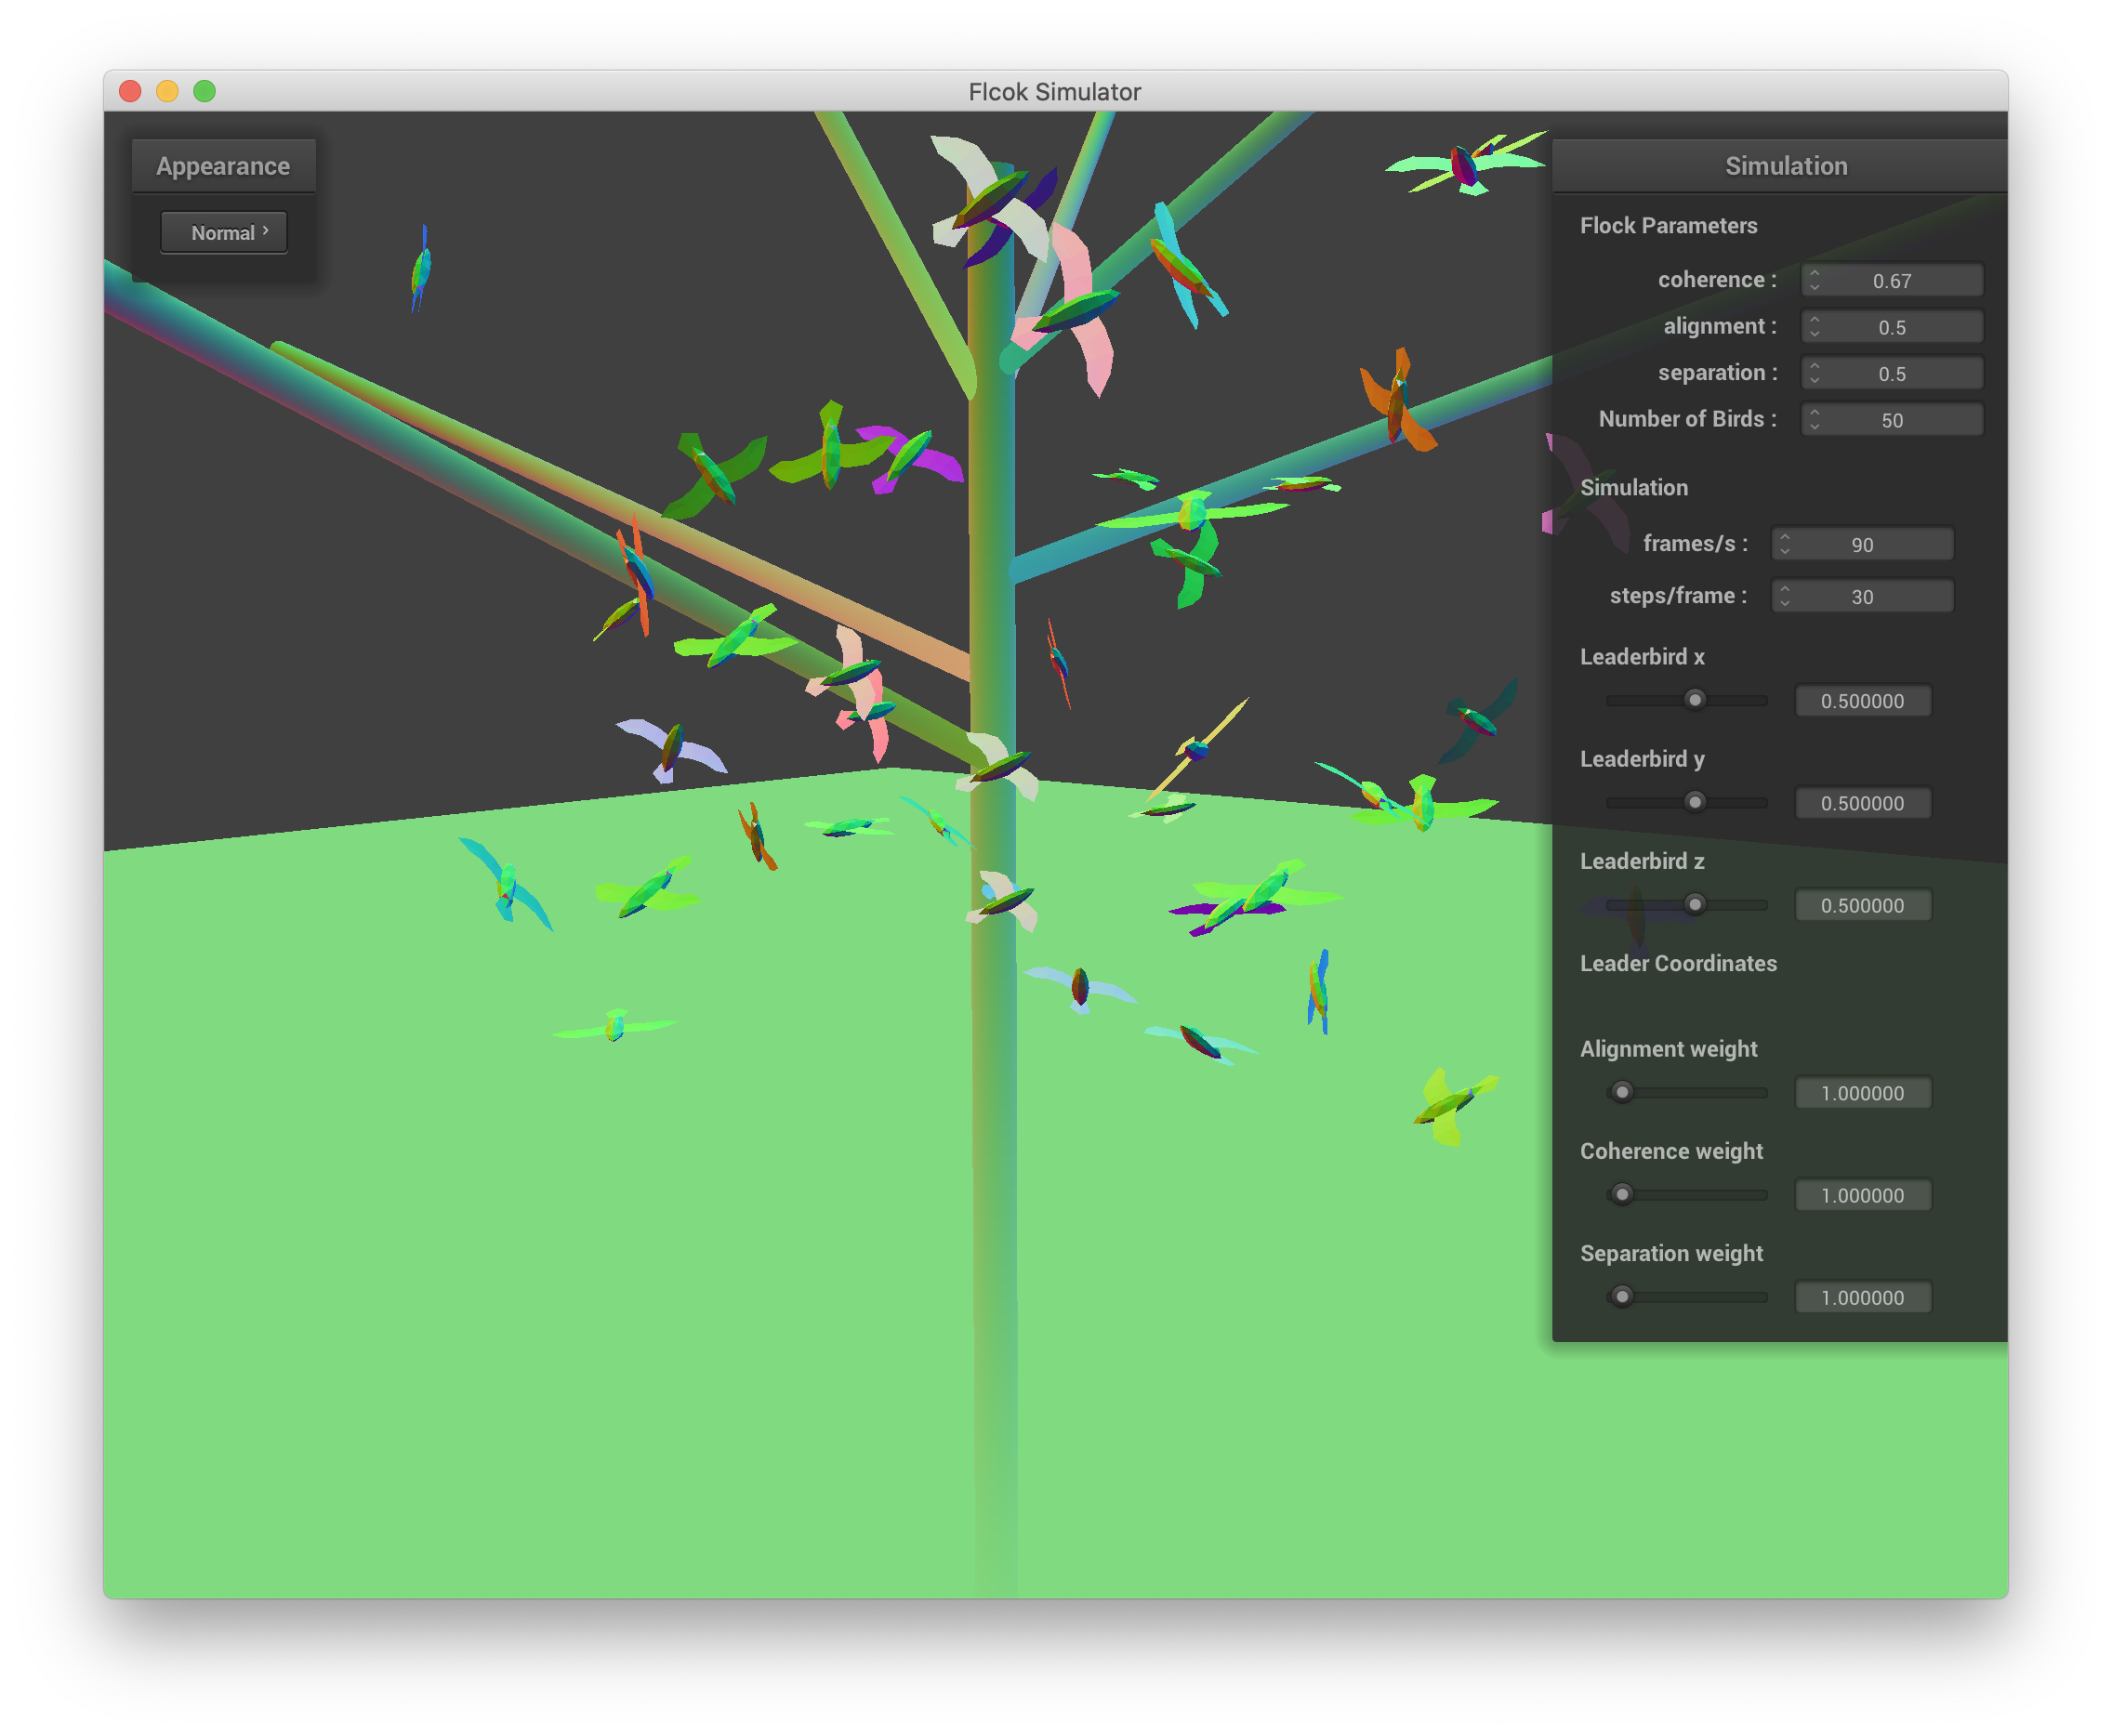 Flcok Simulator
Appearance
Normal
Simulation
Flock Parameters
coherence : 0.67
alignment : 0.5
separation : 0.5
Number of Birds : 50
Simulation
frames/s : 90
steps/frame : 30
Leaderbird x
0.500000
Leaderbird y
0.500000
Leaderbird z
0.500000
Leader Coordinates
Alignment weight
1.000000
Coherence weight
1.000000
Separation weight
1.000000